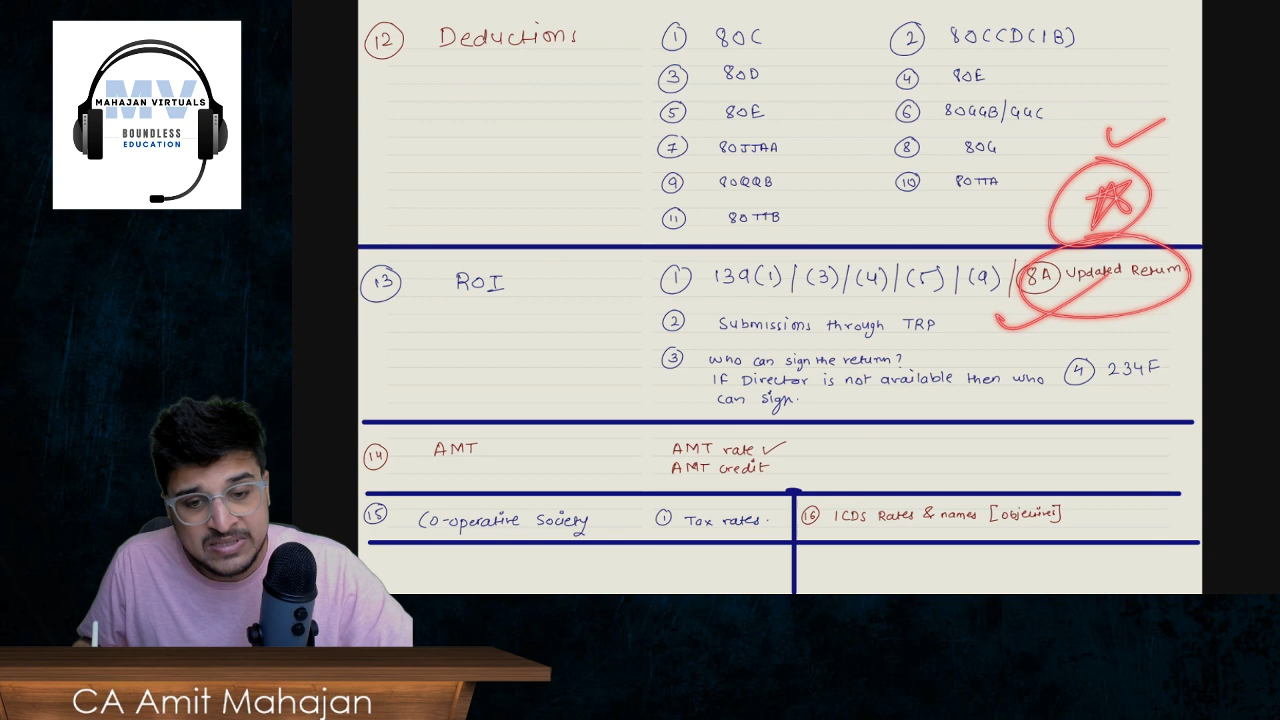 MV
MAHAJAN VIRTUALS
BOUNDLESS
EDUCATION
12 Deductions 1 80C 2 80CCD(1B)
3 80D 4 80E
5 80E 6 80GGB/GGC
7 80JJAA 8 80G
9 80QQB 10 80TTA
11 80TTB
13 ROI 1 139(1) / (3) / (4) / (5) / (9) / 8A Updated Return
2 Submissions through TRP
3 Who can sign the return?
If Director is not available then who
can sign.
4 234F
14 AMT AMT rate ✓
AMT credit
15 Co-operative Society 1 Tax rates.
16 ICDS Rates & names [Objective]
CA Amit Mahajan